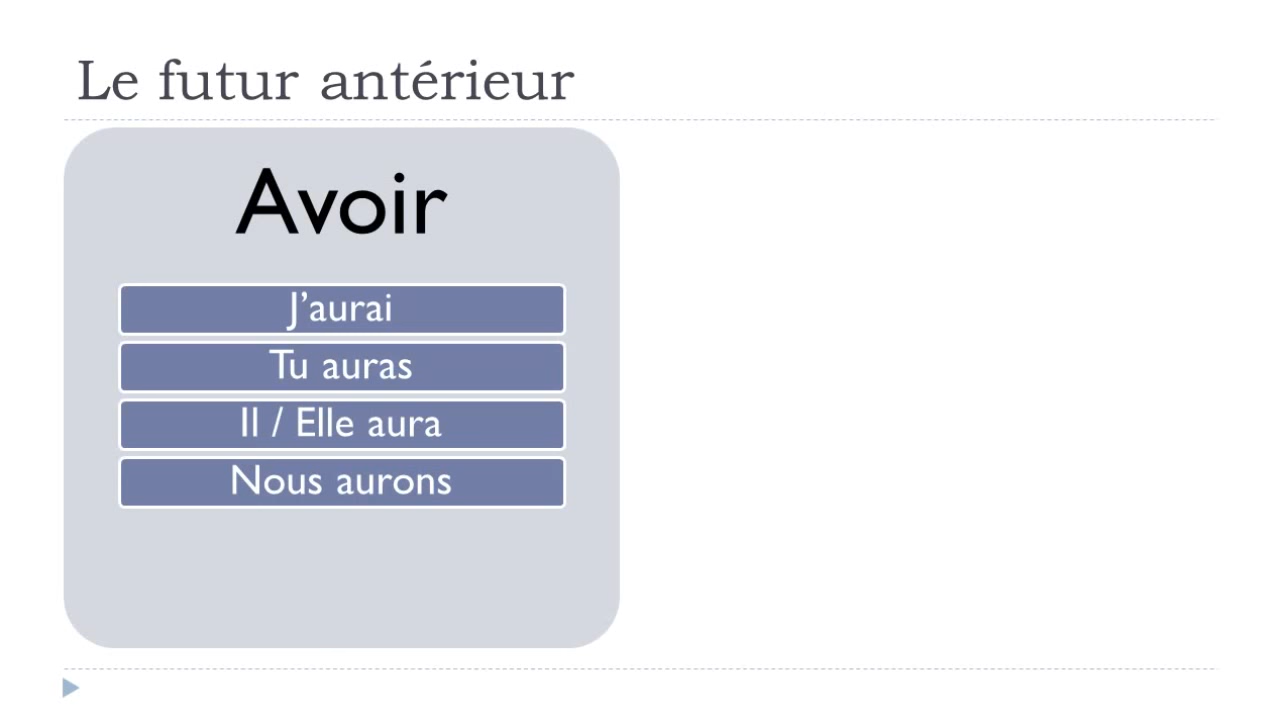 Le futur antérieur
Avoir
J’aurai
Tu auras
Il / Elle aura
Nous aurons